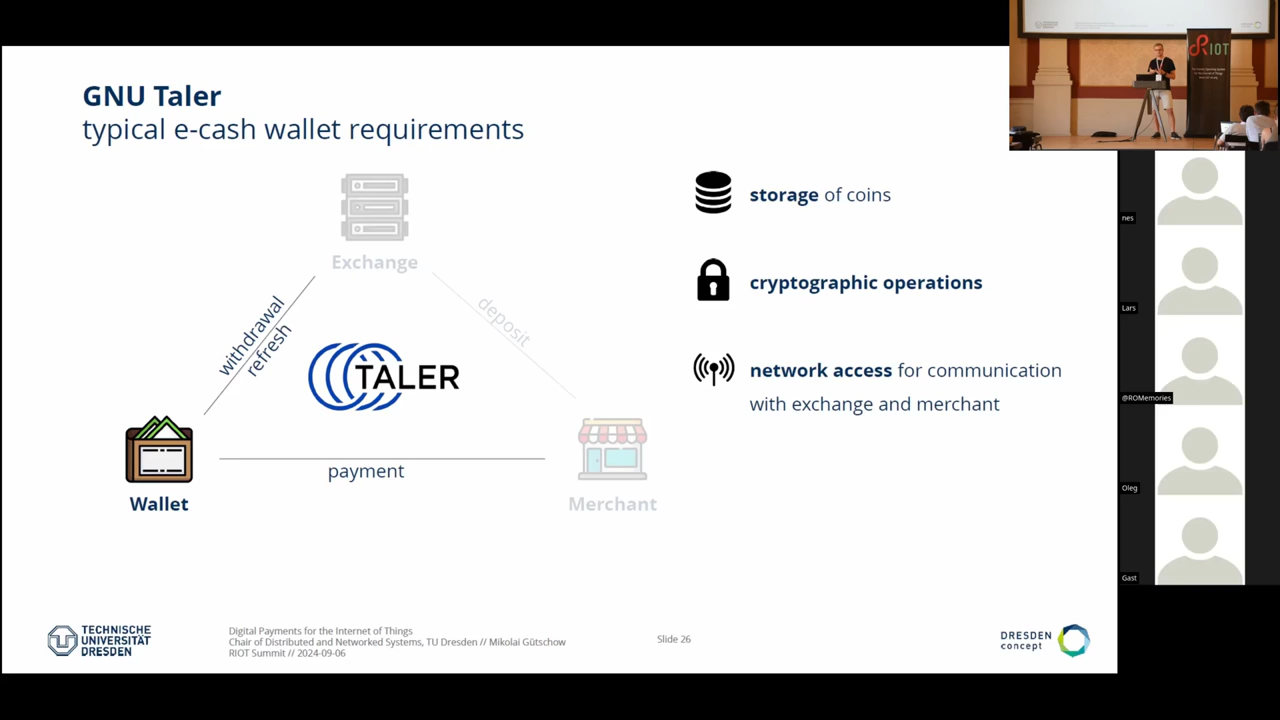 GNU Taler
typical e-cash wallet requirements
Exchange
withdrawal
refresh
deposit
TALER
Wallet
payment
Merchant
storage of coins
cryptographic operations
network access for communication
with exchange and merchant
TECHNISCHE
UNIVERSITÄT
DRESDEN
Digital Payments for the Internet of Things
Chair of Distributed and Networked Systems, TU Dresden // Mikolai Gütschow
RIOT Summit // 2024-09-06
Slide 26
DRESDEN
concept
RIOT
nes
Lars
@ROMemories
Oleg
Gast